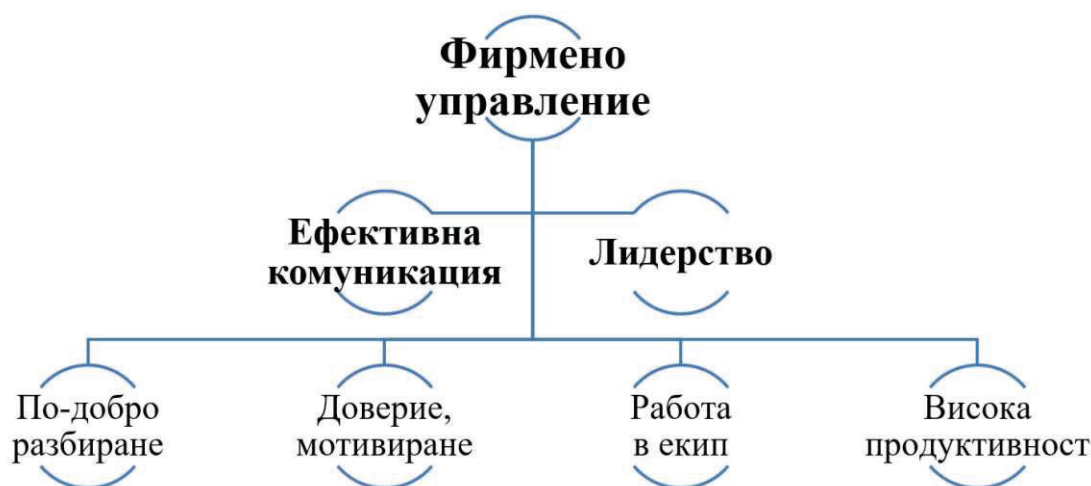 Фирмено
управление
Ефективна
комуникация
Лидерство
По-добро
разбиране
Доверие,
мотивиране
Работа
в екип
Висока
продуктивност